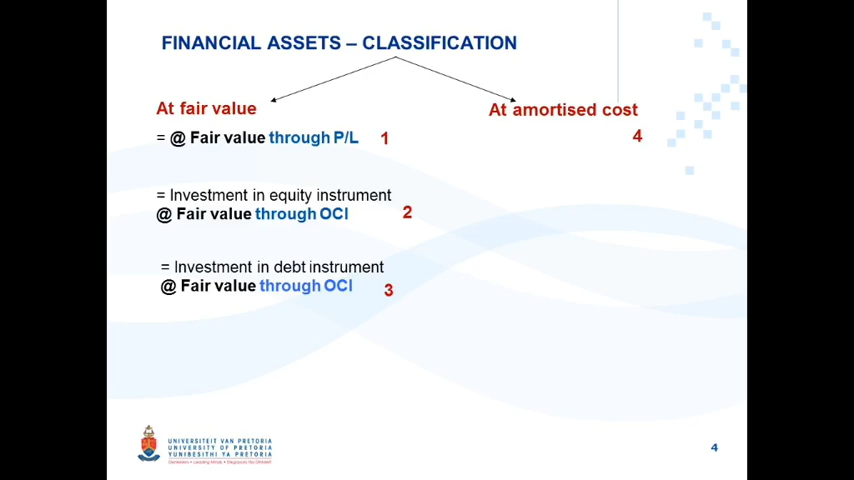 FINANCIAL ASSETS – CLASSIFICATION
At fair value
At amortised cost
= @ Fair value through P/L 1
4
= Investment in equity instrument
@ Fair value through OCI 2
= Investment in debt instrument
@ Fair value through OCI 3
UNIVERSITEIT VAN PRETORIA
UNIVERSITY OF PRETORIA
YUNIBESITHI YA PRETORIA
4